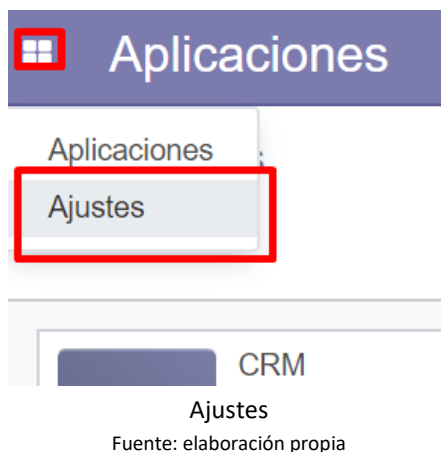 Aplicaciones
Aplicaciones
Ajustes
CRM
Ajustes
Fuente: elaboración propia